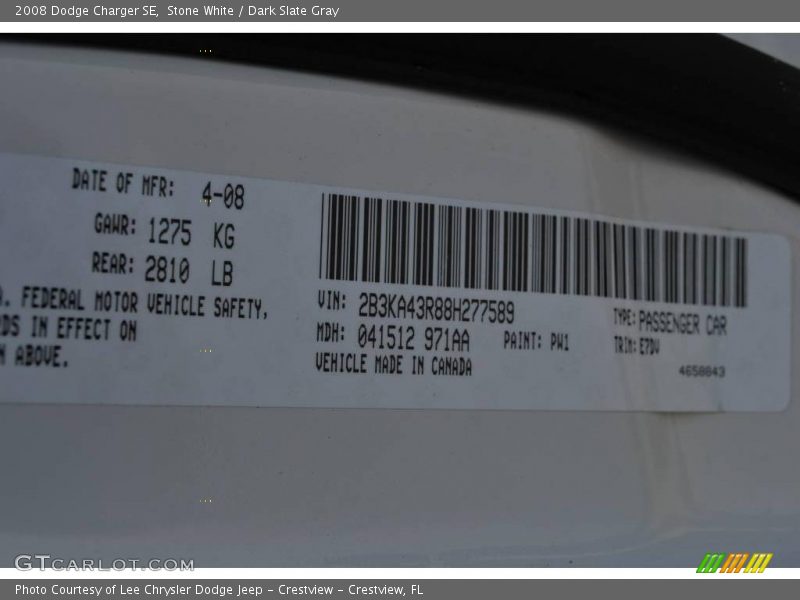 2008 Dodge Charger SE, Stone White / Dark Slate Gray
DATE OF MFR: 4-08
GAWR: 1275 KG
REAR: 2810 LB
FEDERAL MOTOR VEHICLE SAFETY,
IN EFFECT ON
ABOVE.
VIN: 2B3KA43R88H277589
MDH: 041512 971AA PAINT: PW1
VEHICLE MADE IN CANADA
TYPE: PASSENGER CAR
TRIM: E7DV
4658843
GTCARLOT.COM
Photo Courtesy of Lee Chrysler Dodge Jeep - Crestview - Crestview, FL